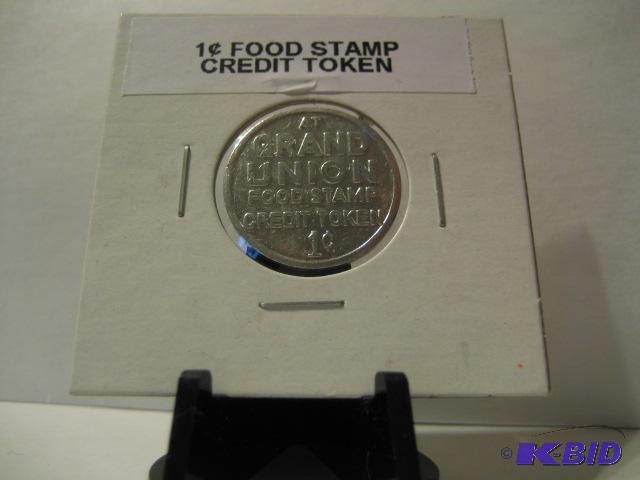 1¢ FOOD STAMP
CREDIT TOKEN
AT
GRAND
UNION
FOOD STAMP
CREDIT TOKEN
1¢
© K-BID